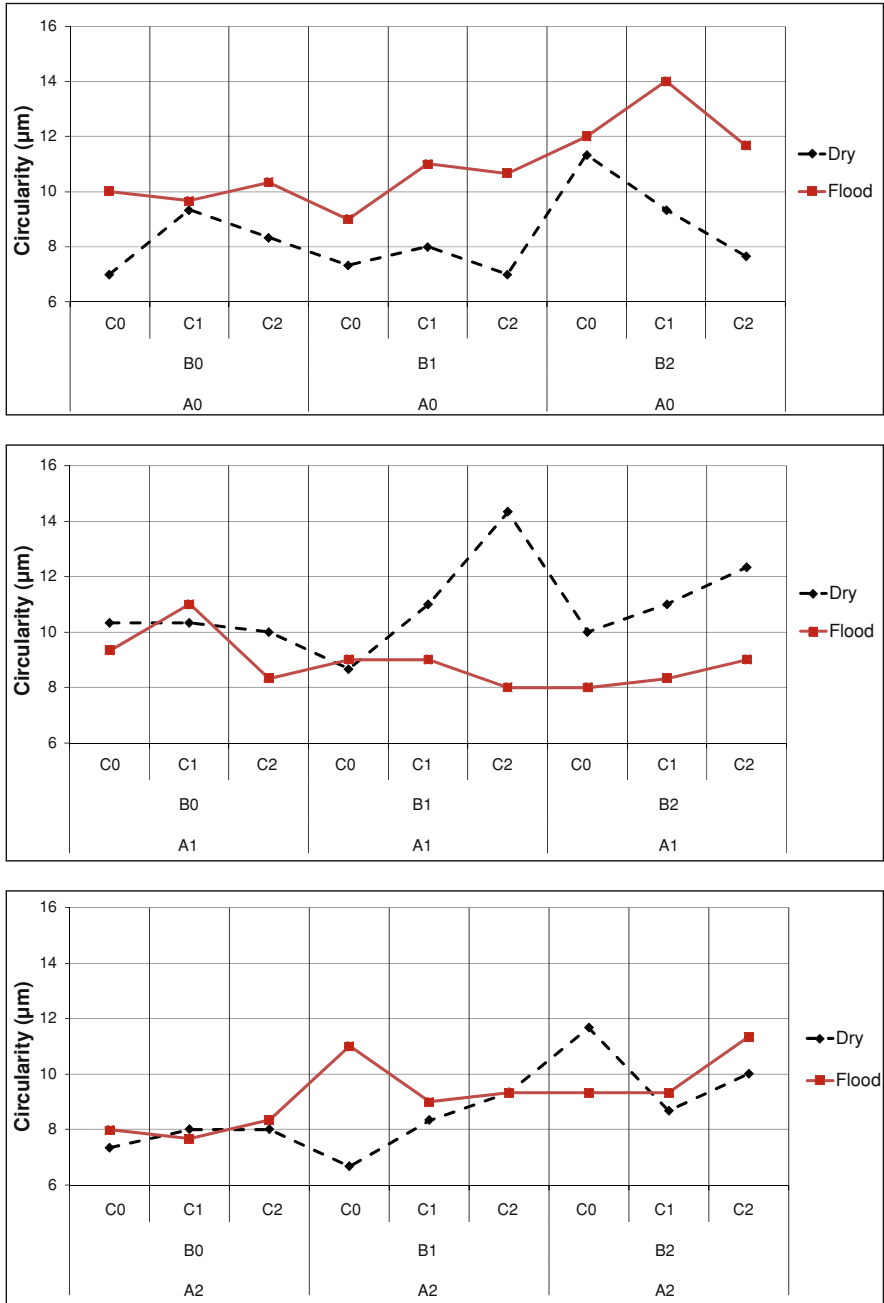 16
14
12
10
8
6
Circularity (µm)
C0 C1 C2 C0 C1 C2 C0 C1 C2
B0 B1 B2
A0 A0 A0
Dry
Flood
16
14
12
10
8
6
Circularity (µm)
C0 C1 C2 C0 C1 C2 C0 C1 C2
B0 B1 B2
A1 A1 A1
Dry
Flood
16
14
12
10
8
6
Circularity (µm)
C0 C1 C2 C0 C1 C2 C0 C1 C2
B0 B1 B2
A2 A2 A2
Dry
Flood